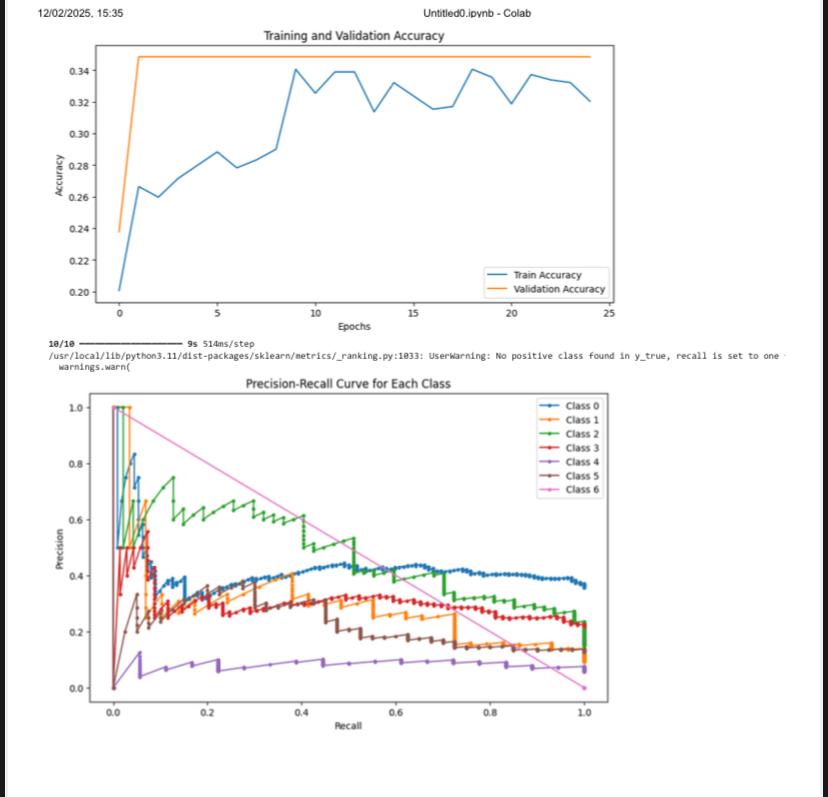 12/02/2025, 15:35 Untitled0.ipynb - Colab
Training and Validation Accuracy
Accuracy
0.34
0.32
0.30
0.28
0.26
0.24
0.22
0.20
Train Accuracy
Validation Accuracy
0 5 10 15 20 25
Epochs
10/10 ━━━━━━━━━━━━━━━━━━━━ 9s 514ms/step
/usr/local/lib/python3.11/dist-packages/sklearn/metrics/_ranking.py:1033: UserWarning: No positive class found in y_true, recall is set to one
warnings.warn(
Precision-Recall Curve for Each Class
Precision
1.0
0.8
0.6
0.4
0.2
0.0
Class 0
Class 1
Class 2
Class 3
Class 4
Class 5
Class 6
0.0 0.2 0.4 0.6 0.8 1.0
Recall